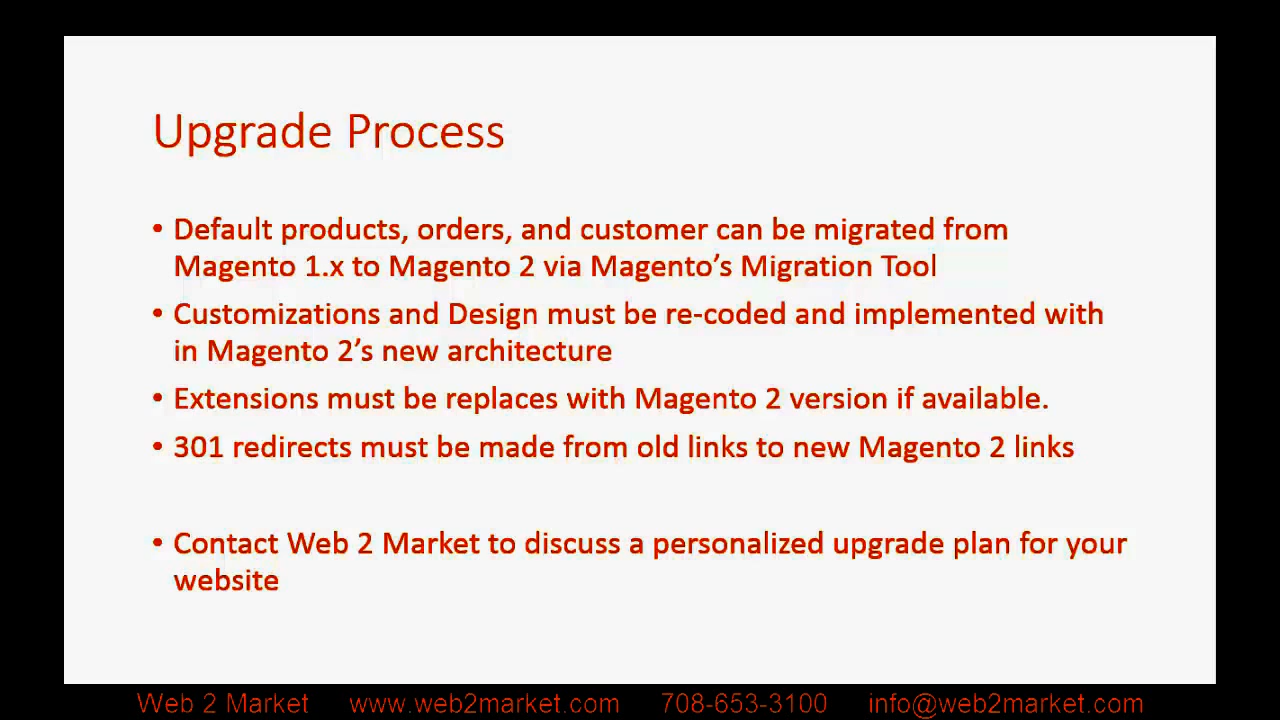 Upgrade Process
• Default products, orders, and customer can be migrated from
Magento 1.x to Magento 2 via Magento’s Migration Tool
• Customizations and Design must be re-coded and implemented with
in Magento 2’s new architecture
• Extensions must be replaces with Magento 2 version if available.
• 301 redirects must be made from old links to new Magento 2 links
• Contact Web 2 Market to discuss a personalized upgrade plan for your
website
Web 2 Market www.web2market.com 708-653-3100 info@web2market.com